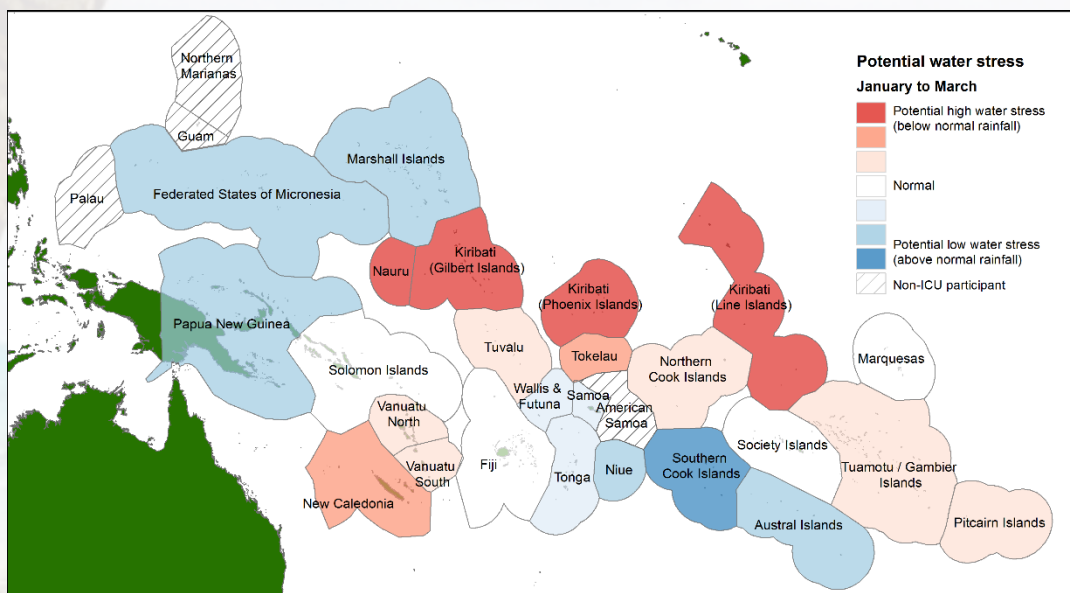 Northern
Marianas
Guam
Palau
Federated States of Micronesia
Marshall Islands
Nauru
Kiribati
(Gilbert Islands)
Kiribati
(Phoenix Islands)
Kiribati
(Line Islands)
Papua New Guinea
Solomon Islands
Tuvalu
Tokelau
Northern
Cook Islands
Marquesas
Wallis &
Futuna
Samoa
American
Samoa
Vanuatu
North
Vanuatu
South
New Caledonia
Fiji
Tonga
Niue
Southern
Cook Islands
Society Islands
Tuamotu / Gambier
Islands
Austral Islands
Pitcairn Islands
Potential water stress
January to March
Potential high water stress
(below normal rainfall)
Normal
Potential low water stress
(above normal rainfall)
Non-ICU participant